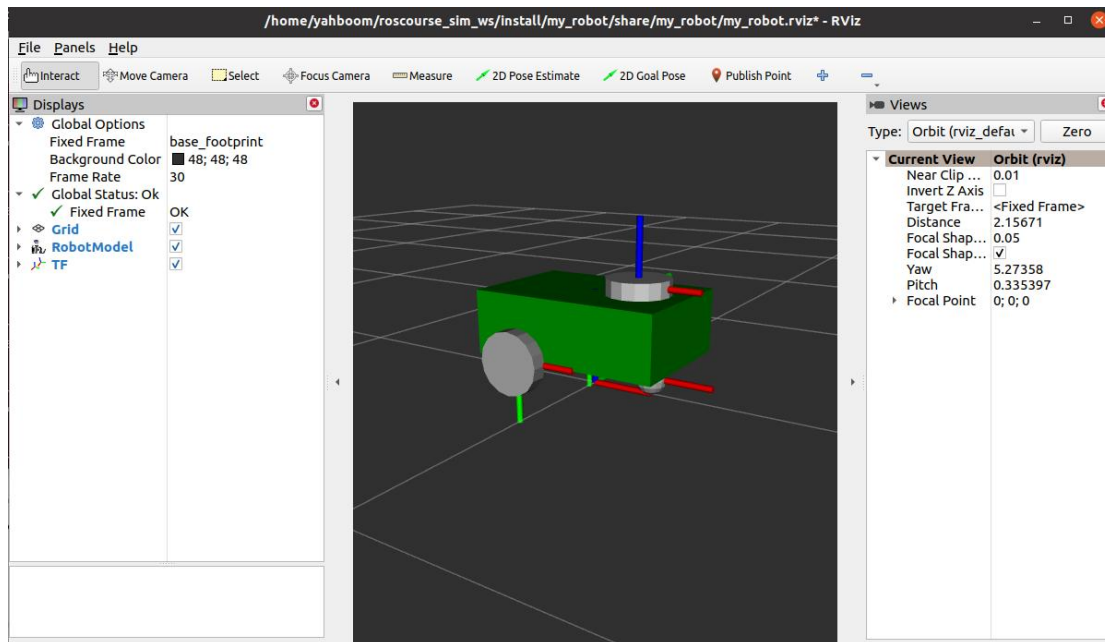 /home/yahboom/roscourse_sim_ws/install/my_robot/share/my_robot/my_robot.rviz* - RViz
File Panels Help
Interact Move Camera Select Focus Camera Measure 2D Pose Estimate 2D Goal Pose Publish Point
Displays
Global Options
Fixed Frame base_footprint
Background Color 48; 48; 48
Frame Rate 30
Global Status: Ok
Fixed Frame OK
Grid
RobotModel
TF
Views
Type: Orbit (rviz_defau Zero
Current View Orbit (rviz)
Near Clip ... 0.01
Invert Z Axis
Target Fra... <Fixed Frame>
Distance 2.15671
Focal Shap... 0.05
Focal Shap...
Yaw 5.27358
Pitch 0.335397
Focal Point 0; 0; 0